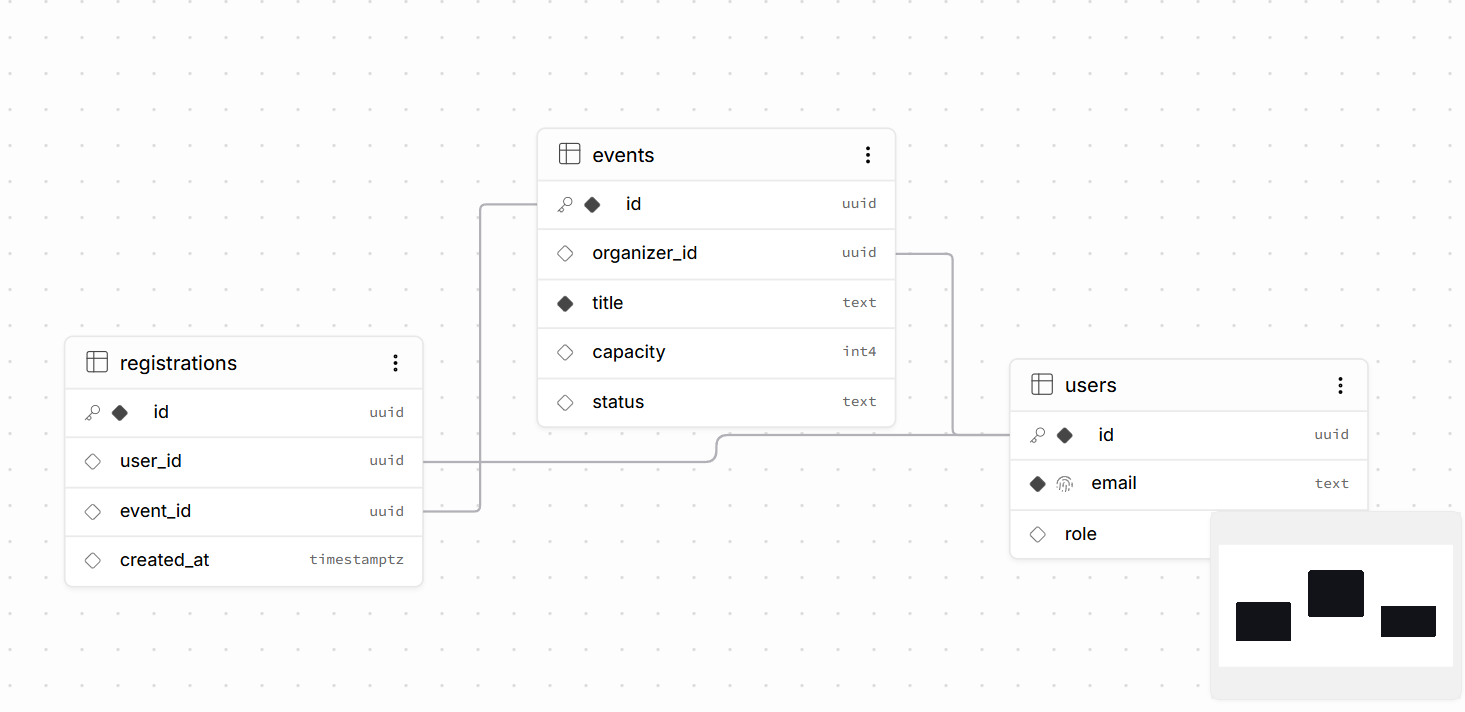 events
id uuid
organizer_id uuid
title text
capacity int4
status text
registrations
id uuid
user_id uuid
event_id uuid
created_at timestamptz
users
id uuid
email text
role